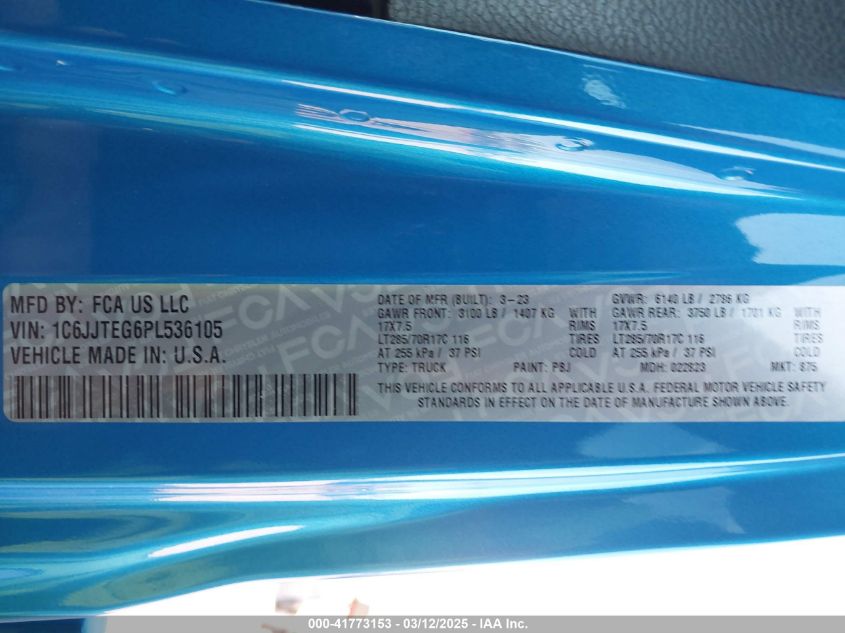 MFD BY: FCA US LLC
VIN: 1C6JJTEG6PL536105
VEHICLE MADE IN: U.S.A.
DATE OF MFR (BUILT): 3-23 GVWR: 6140 LB / 2786 KG
GAWR FRONT: 3100 LB / 1407 KG GAWR REAR: 3750 LB / 1701 KG
17X7.5 RIMS 17X7.5 RIMS
LT285/70R17C 116 TIRES LT285/70R17C 116 TIRES
AT 255 kPa / 37 PSI COLD AT 255 kPa / 37 PSI COLD
TYPE: TRUCK PAINT: PBJ MDH: 022823 MKT: 875
THIS VEHICLE CONFORMS TO ALL APPLICABLE U.S.A. FEDERAL MOTOR VEHICLE SAFETY
STANDARDS IN EFFECT ON THE DATE OF MANUFACTURE SHOWN ABOVE.
000-41773153 - 03/12/2025 - IAA Inc.